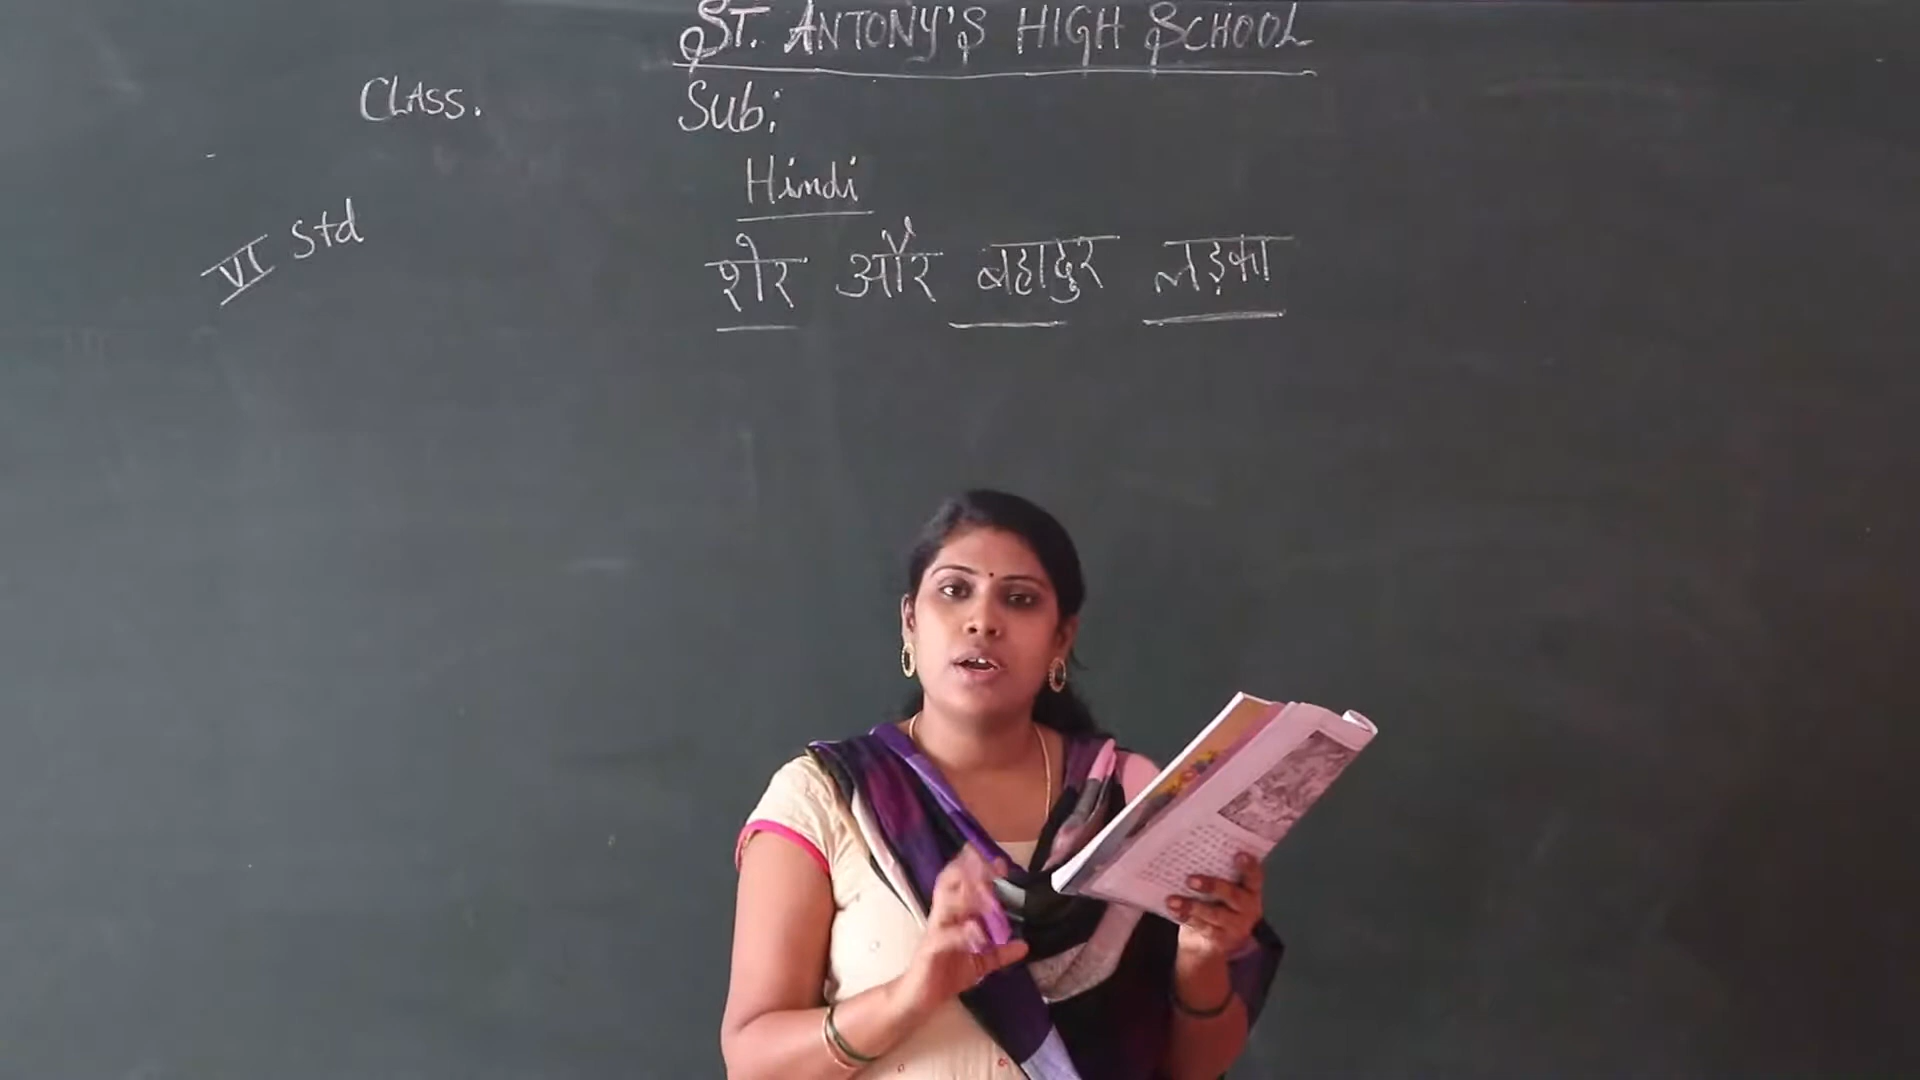 ST. ANTONY'S HIGH SCHOOL
CLASS. Sub:
Hindi
VI Std
शेर और बहादुर लड़का